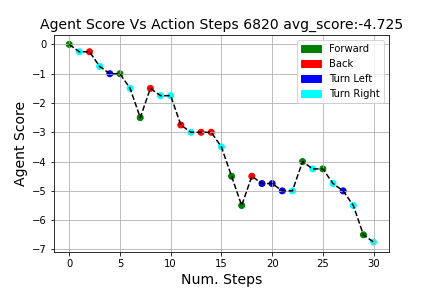 Agent Score Vs Action Steps 6820 avg_score:-4.725
Forward
Back
Turn Left
Turn Right
Agent Score
0
−1
−2
−3
−4
−5
−6
−7
0 5 10 15 20 25 30
Num. Steps